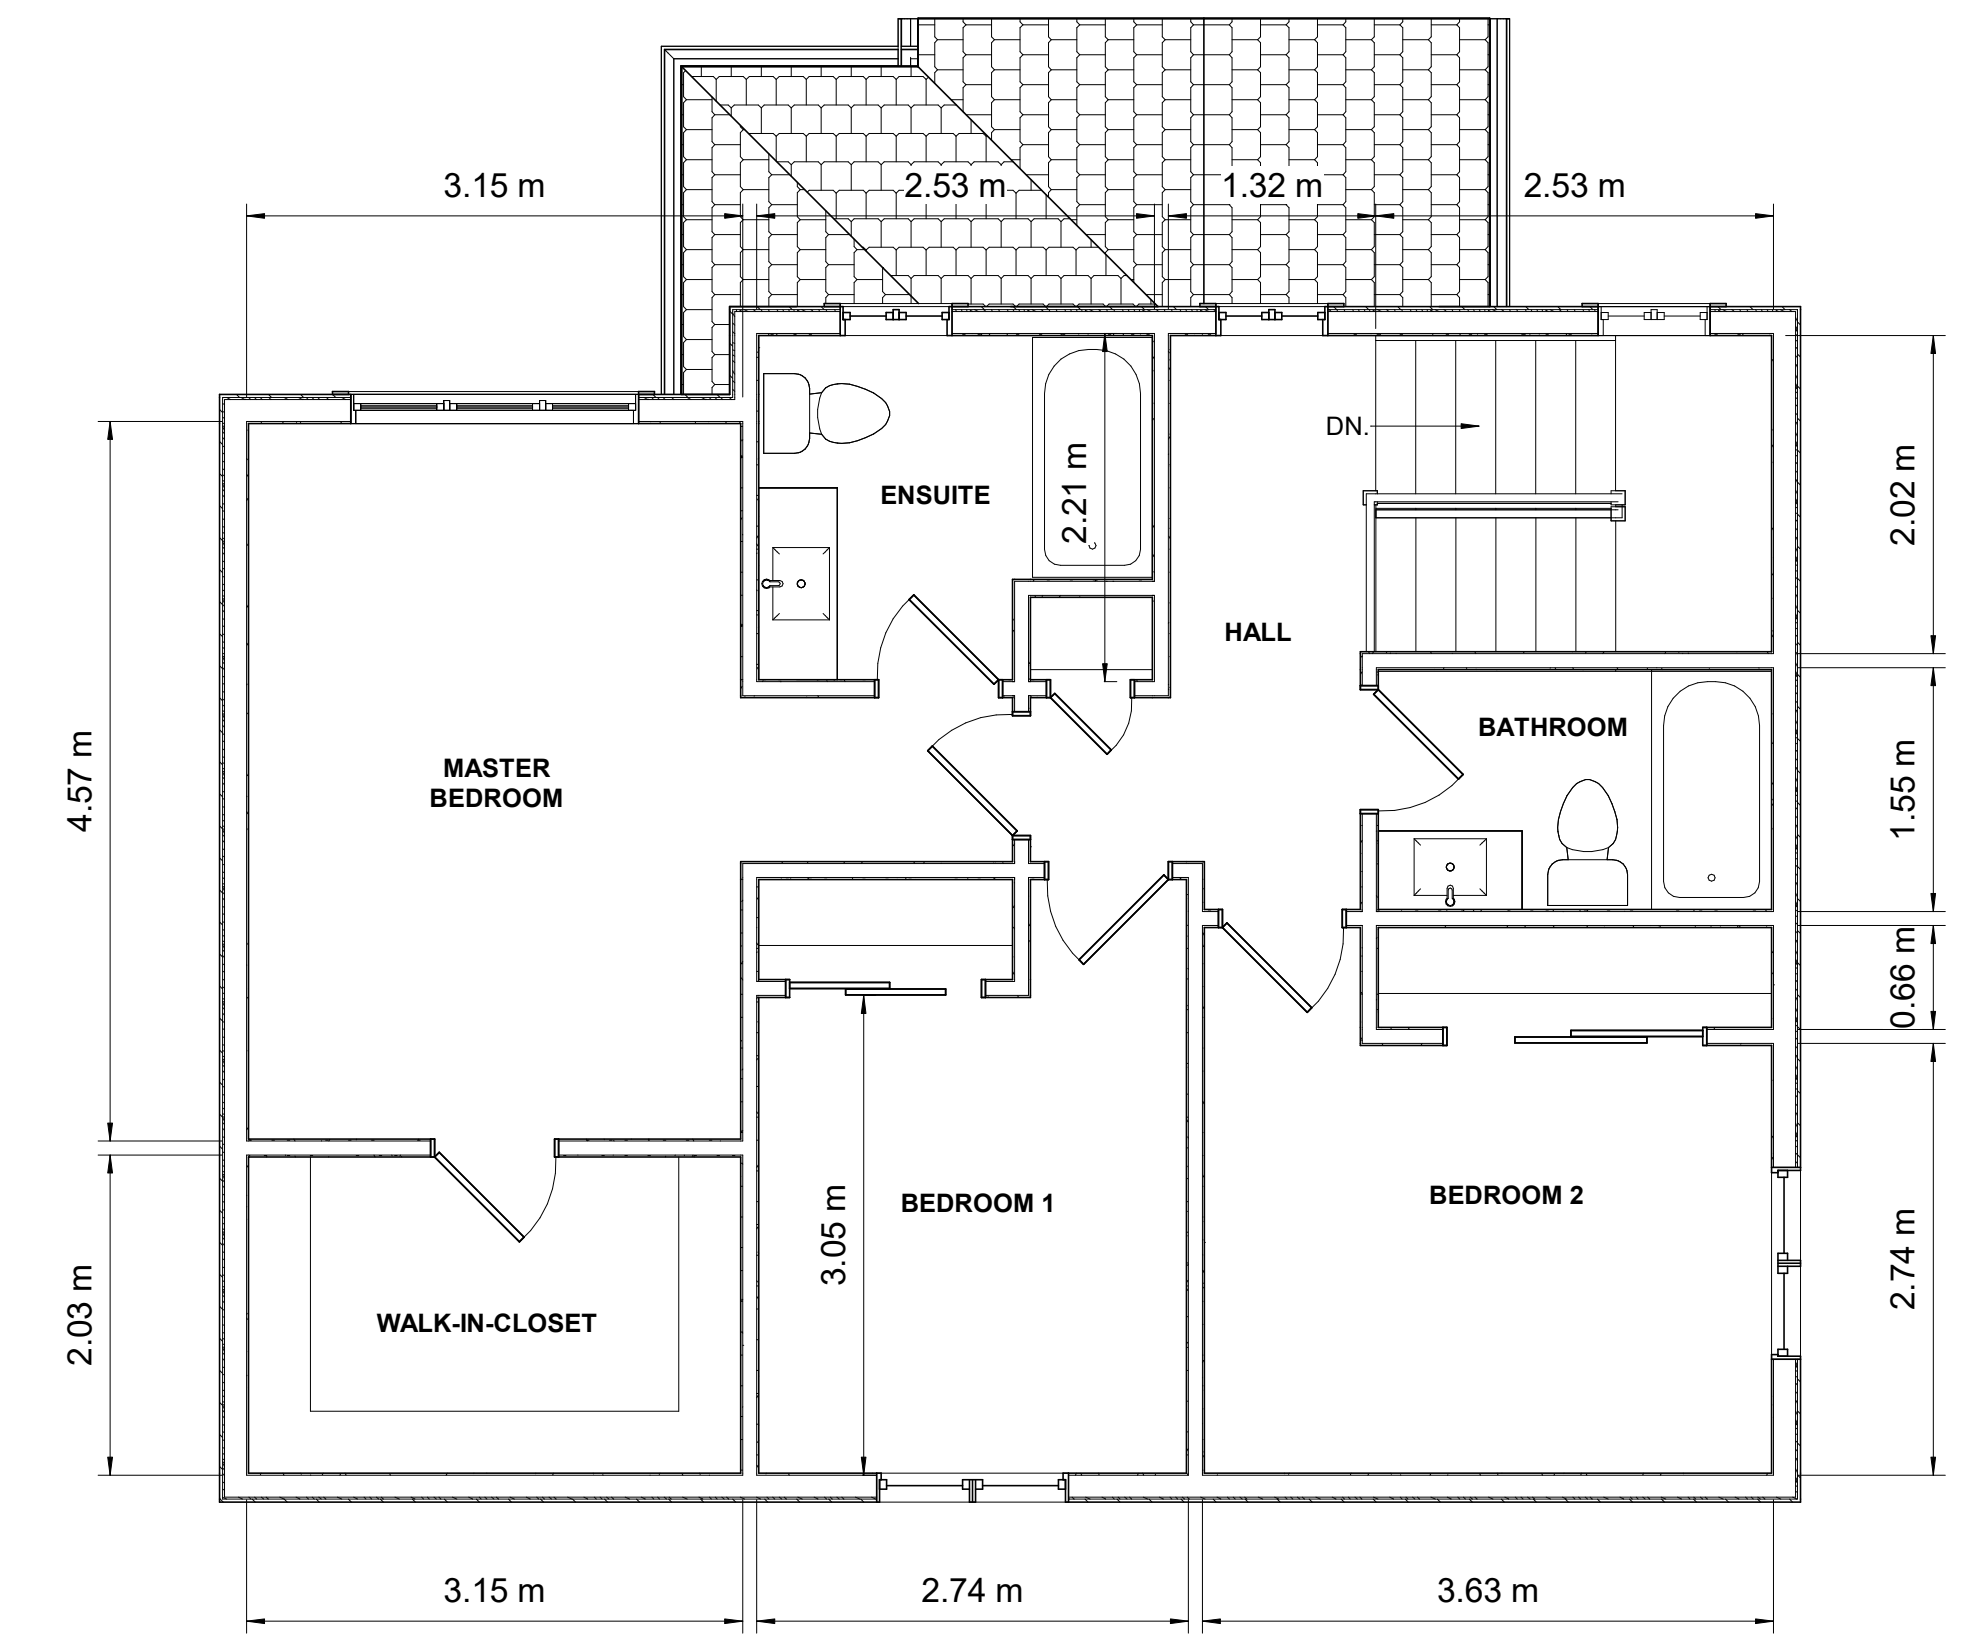 3.15 m
2.53 m
1.32 m
2.53 m
DN.
2.21 m
2.02 m
ENSUITE
HALL
BATHROOM
MASTER
BEDROOM
4.57 m
1.55 m
0.66 m
BEDROOM 1
BEDROOM 2
3.05 m
2.74 m
WALK-IN-CLOSET
2.03 m
3.15 m
2.74 m
3.63 m